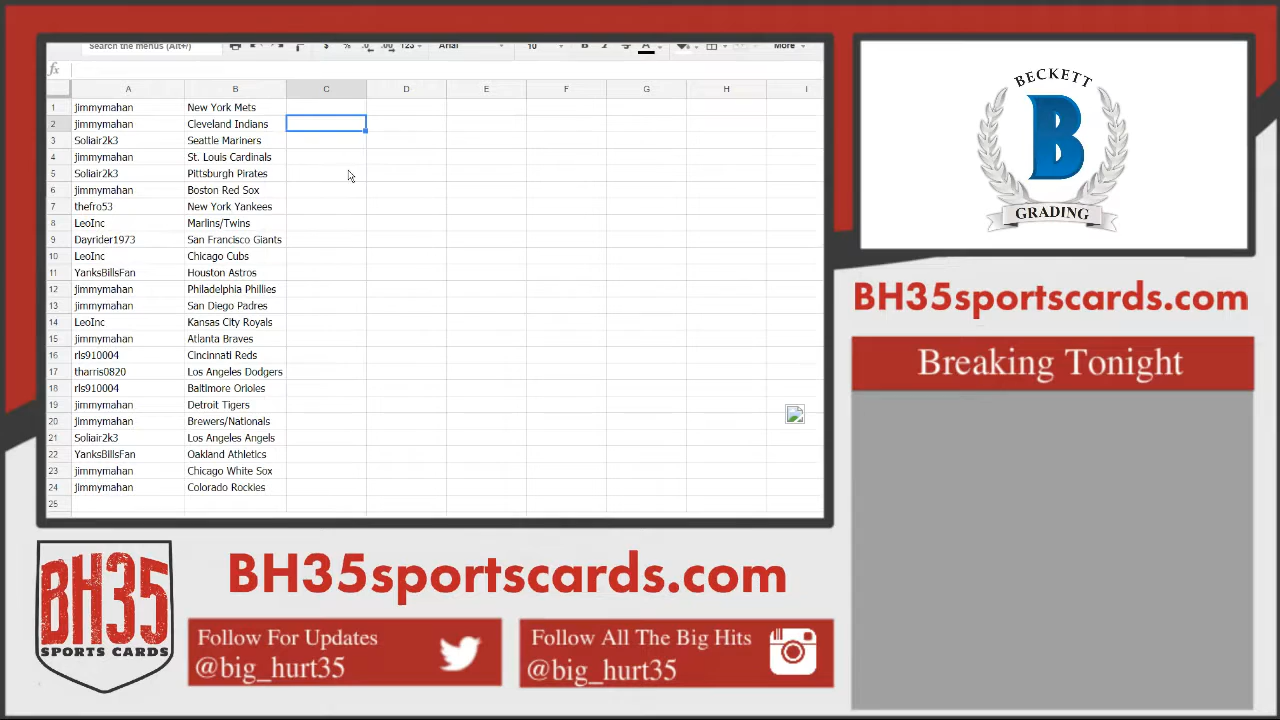 Search the menus (Alt+/) $ % .0 .00 123 Arial 10 B I S A More
fx
A B C D E F G H I
1 jimmymahan New York Mets
2 jimmymahan Cleveland Indians
3 Soliair2k3 Seattle Mariners
4 jimmymahan St. Louis Cardinals
5 Soliair2k3 Pittsburgh Pirates
6 jimmymahan Boston Red Sox
7 thefro53 New York Yankees
8 LeoInc Marlins/Twins
9 Dayrider1973 San Francisco Giants
10 LeoInc Chicago Cubs
11 YanksBillsFan Houston Astros
12 jimmymahan Philadelphia Phillies
13 jimmymahan San Diego Padres
14 LeoInc Kansas City Royals
15 jimmymahan Atlanta Braves
16 rls910004 Cincinnati Reds
17 tharris0820 Los Angeles Dodgers
18 rls910004 Baltimore Orioles
19 jimmymahan Detroit Tigers
20 jimmymahan Brewers/Nationals
21 Soliair2k3 Los Angeles Angels
22 YanksBillsFan Oakland Athletics
23 jimmymahan Chicago White Sox
24 jimmymahan Colorado Rockies
25
BECKETT
B
GRADING
BH35sportscards.com
Breaking Tonight
BH35
SPORTS CARDS
BH35sportscards.com
Follow For Updates
@big_hurt35
Follow All The Big Hits
@big_hurt35